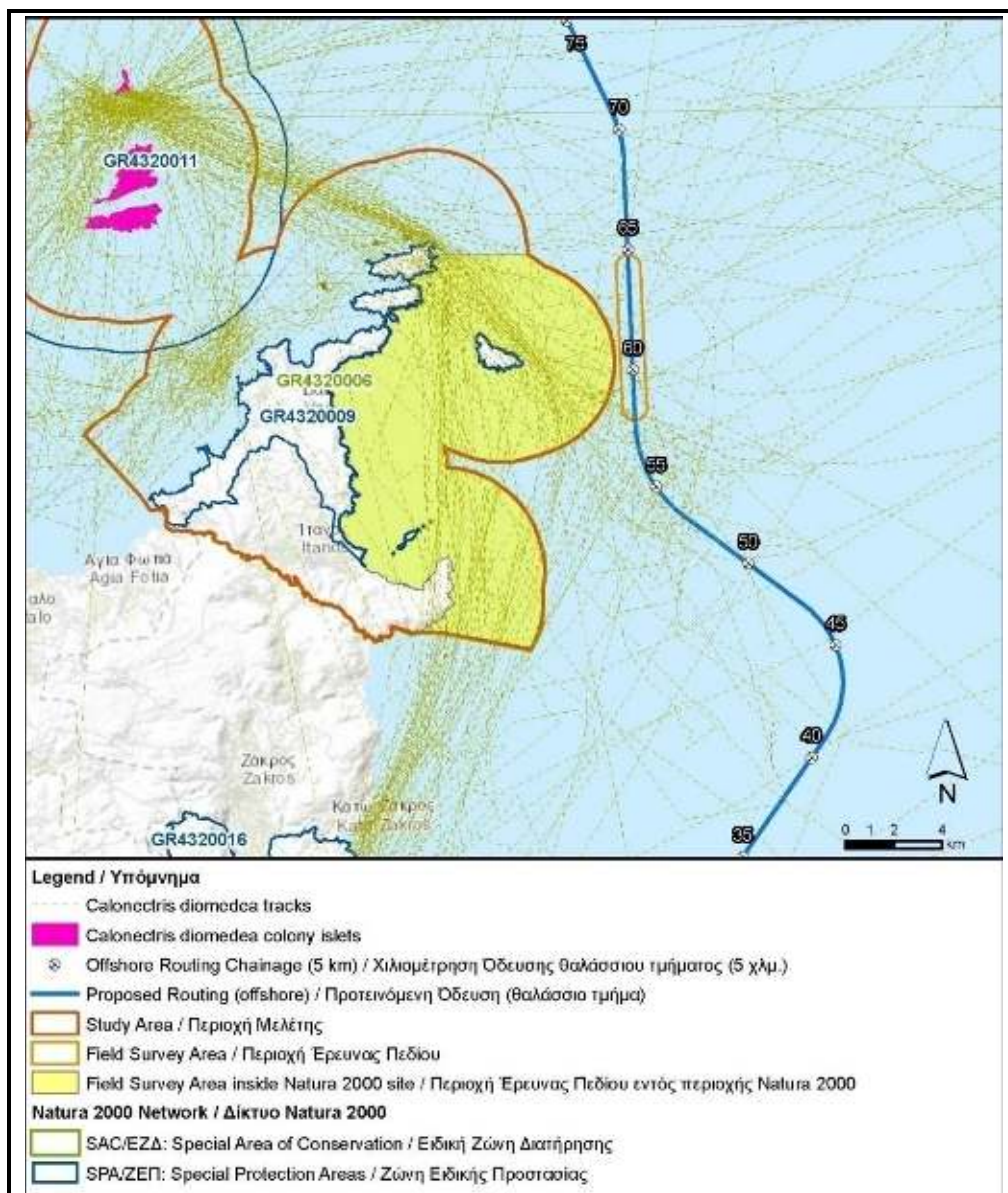 75
70
GR4320011
65
60
GR4320006
GR4320009
55
50
Itanos
Αγια Φωτιά
Agia Fotia
45
40
N
Ζάκρος
Zakros
Κατω Ζακρος
Kato Zakros
GR4320016
35
0 1 2 4
km
Legend / Υπόμνημα
Calonectris diomedea tracks
Calonectris diomedea colony islets
Offshore Routing Chainage (5 km) / Χιλιομέτρηση Όδευσης θαλάσσιου τμήματος (5 χλμ.)
Proposed Routing (offshore) / Προτεινόμενη Όδευση (θαλάσσιο τμήμα)
Study Area / Περιοχή Μελέτης
Field Survey Area / Περιοχή Έρευνας Πεδίου
Field Survey Area inside Natura 2000 site / Περιοχή Έρευνας Πεδίου εντός περιοχής Natura 2000
Natura 2000 Network / Δίκτυο Natura 2000
SAC/ΕΖΔ: Special Area of Conservation / Ειδική Ζώνη Διατήρησης
SPA/ΖΕΠ: Special Protection Areas / Ζώνη Ειδικής Προστασίας